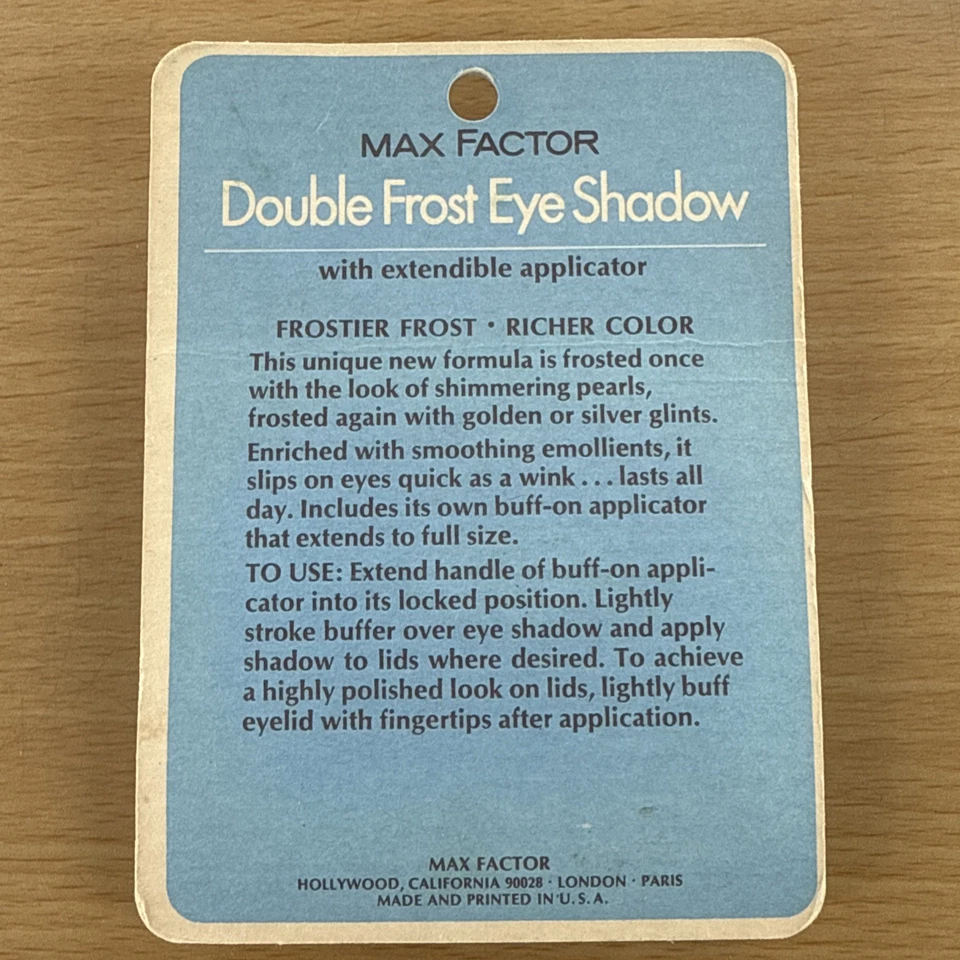 MAX FACTOR
Double Frost Eye Shadow
with extendible applicator
FROSTIER FROST · RICHER COLOR
This unique new formula is frosted once
with the look of shimmering pearls,
frosted again with golden or silver glints.
Enriched with smoothing emollients, it
slips on eyes quick as a wink... lasts all
day. Includes its own buff-on applicator
that extends to full size.
TO USE: Extend handle of buff-on appli-
cator into its locked position. Lightly
stroke buffer over eye shadow and apply
shadow to lids where desired. To achieve
a highly polished look on lids, lightly buff
eyelid with fingertips after application.
MAX FACTOR
HOLLYWOOD, CALIFORNIA 90028 · LONDON · PARIS
MADE AND PRINTED IN U.S.A.